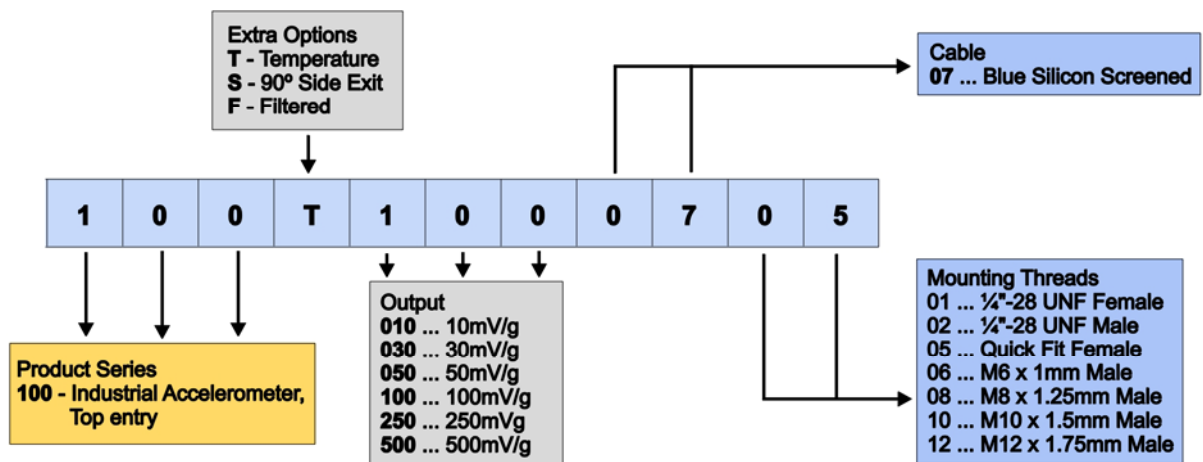 Extra Options
T - Temperature
S - 90º Side Exit
F - Filtered
Cable
07 ... Blue Silicon Screened
1 0 0 T 1 0 0 0 7 0 5
Product Series
100 - Industrial Accelerometer,
Top entry
Output
010 ... 10mV/g
030 ... 30mV/g
050 ... 50mV/g
100 ... 100mV/g
250 ... 250mVg
500 ... 500mV/g
Mounting Threads
01 ... ¼"-28 UNF Female
02 ... ¼"-28 UNF Male
05 ... Quick Fit Female
06 ... M6 x 1mm Male
08 ... M8 x 1.25mm Male
10 ... M10 x 1.5mm Male
12 ... M12 x 1.75mm Male